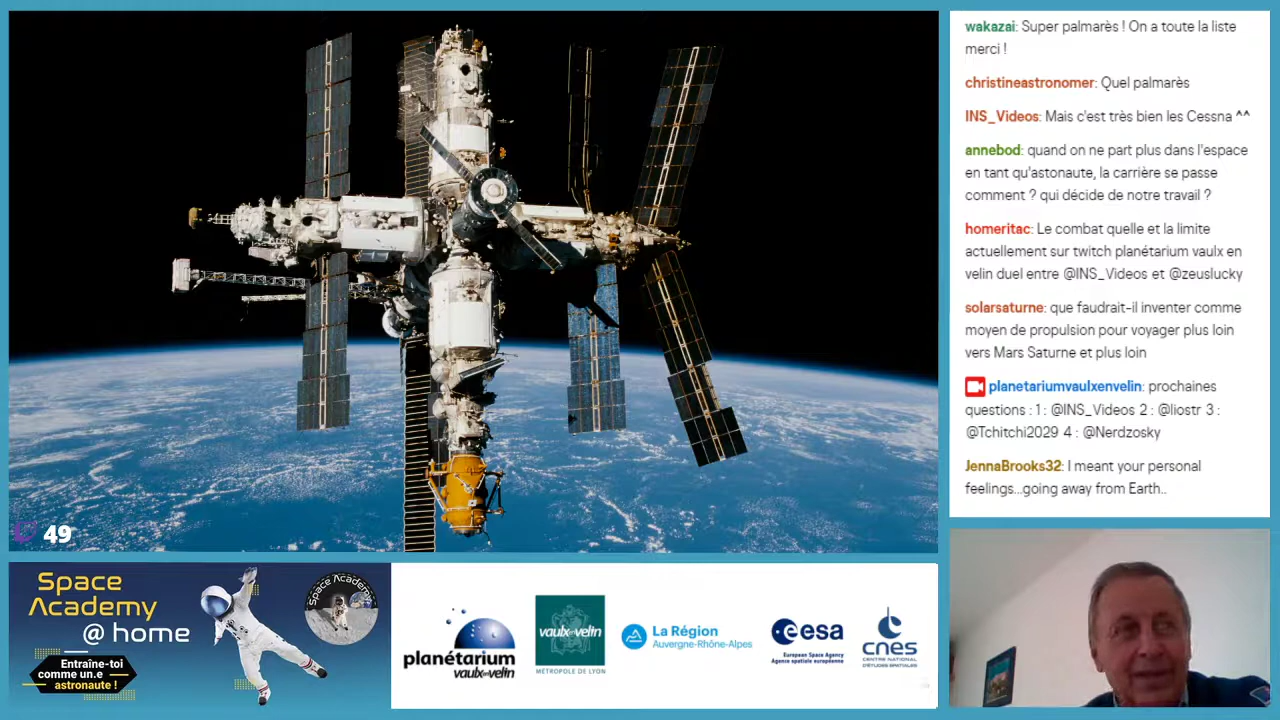 wakazai: Super palmarès ! On a toute la liste
merci !
christineastronomer: Quel palmarès
INS_Videos: Mais c'est très bien les Cessna ^^
annebod: quand on ne part plus dans l'espace
en tant qu'astonaute, la carrière se passe
comment ? qui décide de notre travail ?
homeritac: Le combat quelle et la limite
actuellement sur twitch planétarium vaulx en
velin duel entre @INS_Videos et @zeuslucky
solarsaturne: que faudrait-il inventer comme
moyen de propulsion pour voyager plus loin
vers Mars Saturne et plus loin
planetariumvaulxenvelin: prochaines
questions : 1 : @INS_Videos 2 : @liostr 3 :
@Tchitchi2029 4 : @Nerdzosky
JennaBrooks32: I meant your personal
feelings...going away from Earth..
49
Space
Academy
@ home
Entraîne-toi
comme un.e
astronaute !
Space Academy
planétarium
vaulx en velin
vaulx en velin
MÉTROPOLE DE LYON
La Région
Auvergne-Rhône-Alpes
esa
European Space Agency
Agence spatiale européenne
cnes
CENTRE NATIONAL
D'ÉTUDES SPATIALES